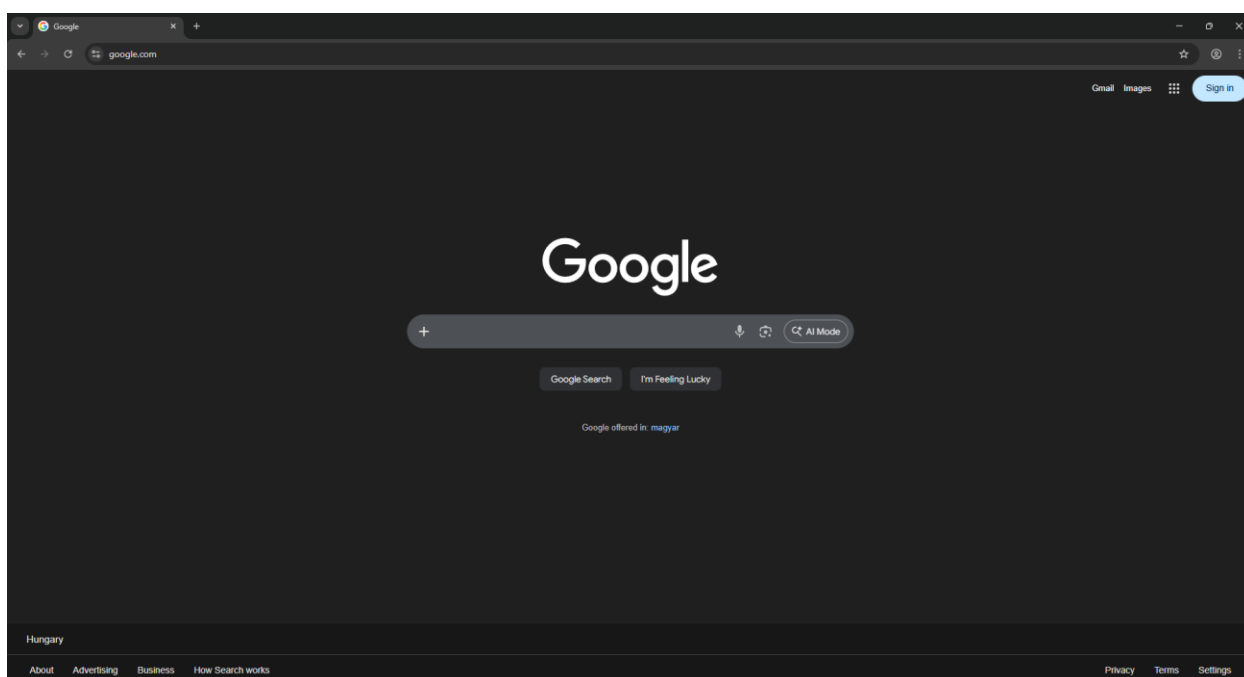 Google
google.com
Gmail Images Sign in
Google
AI Mode
Google Search I'm Feeling Lucky
Google offered in: magyar
Hungary
About Advertising Business How Search works Privacy Terms Settings